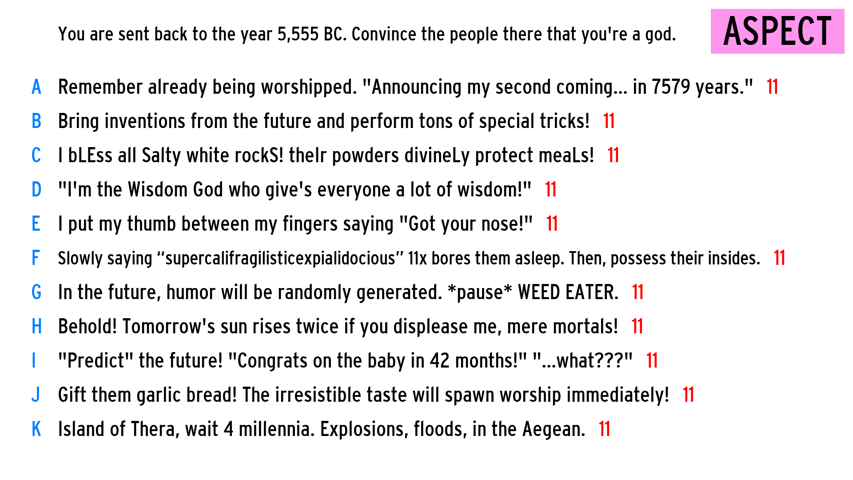 You are sent back to the year 5,555 BC. Convince the people there that you're a god.
ASPECT
A Remember already being worshipped. "Announcing my second coming... in 7579 years." 11
B Bring inventions from the future and perform tons of special tricks! 11
C I bLEss all Salty white rockS! theIr powders divineLy protect meaLs! 11
D "I'm the Wisdom God who give's everyone a lot of wisdom!" 11
E I put my thumb between my fingers saying "Got your nose!" 11
F Slowly saying “supercalifragilisticexpialidocious” 11x bores them asleep. Then, possess their insides. 11
G In the future, humor will be randomly generated. *pause* WEED EATER. 11
H Behold! Tomorrow's sun rises twice if you displease me, mere mortals! 11
I "Predict" the future! "Congrats on the baby in 42 months!" "...what???" 11
J Gift them garlic bread! The irresistible taste will spawn worship immediately! 11
K Island of Thera, wait 4 millennia. Explosions, floods, in the Aegean. 11